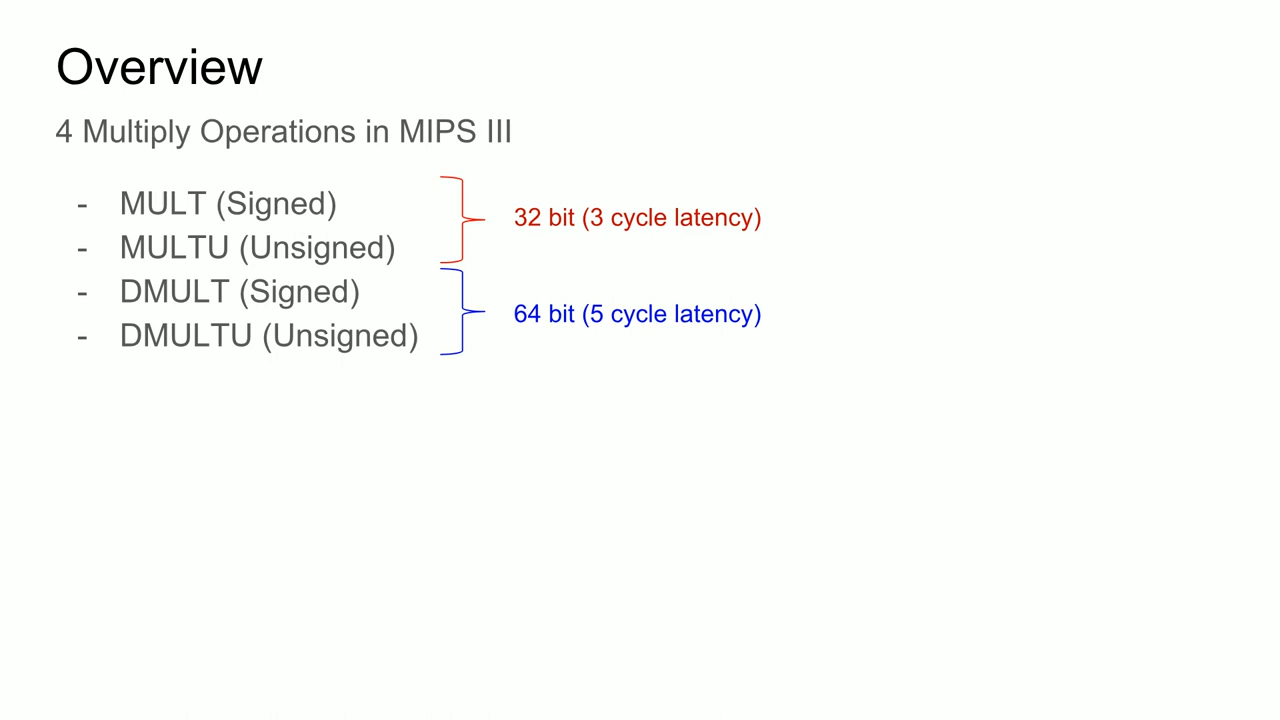 Overview
4 Multiply Operations in MIPS III
- MULT (Signed)
- MULTU (Unsigned)
- DMULT (Signed)
- DMULTU (Unsigned)
32 bit (3 cycle latency)
64 bit (5 cycle latency)